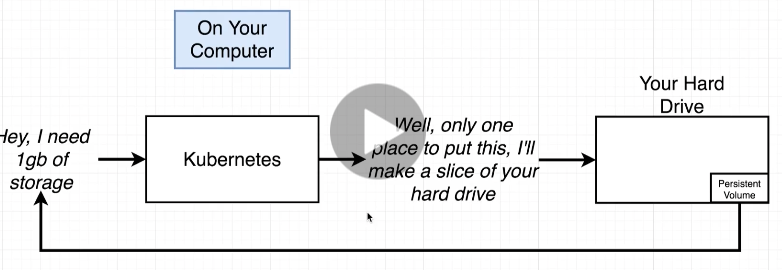 On Your
Computer
Your Hard
Drive
Hey, I need
1gb of
storage
Kubernetes
Well, only one
place to put this, I'll
make a slice of your
hard drive
Persistent
Volume